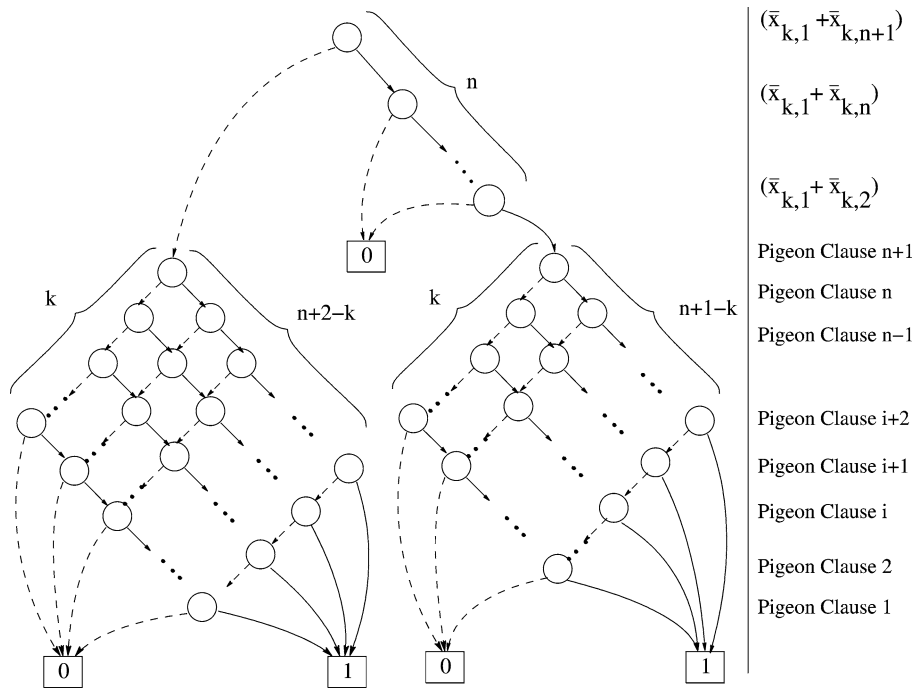 n
0
k
n+2−k
0
1
k
n+1−k
0
1
(x̄k,1 +x̄k,n+1)
(x̄k,1+ x̄k,n)
(x̄k,1+ x̄k,2)
Pigeon Clause n+1
Pigeon Clause n
Pigeon Clause n−1
Pigeon Clause i+2
Pigeon Clause i+1
Pigeon Clause i
Pigeon Clause 2
Pigeon Clause 1